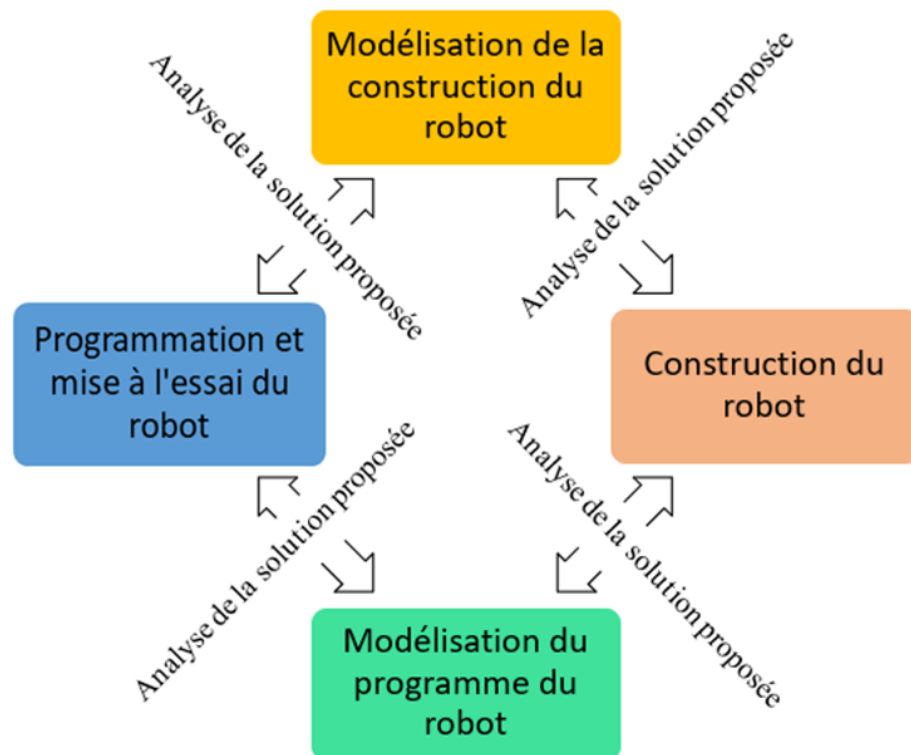 Modélisation de la
construction du
robot
Analyse de la solution proposée
Analyse de la solution proposée
Programmation et
mise à l'essai du
robot
Construction du
robot
Analyse de la solution proposée
Analyse de la solution proposée
Modélisation du
programme du
robot